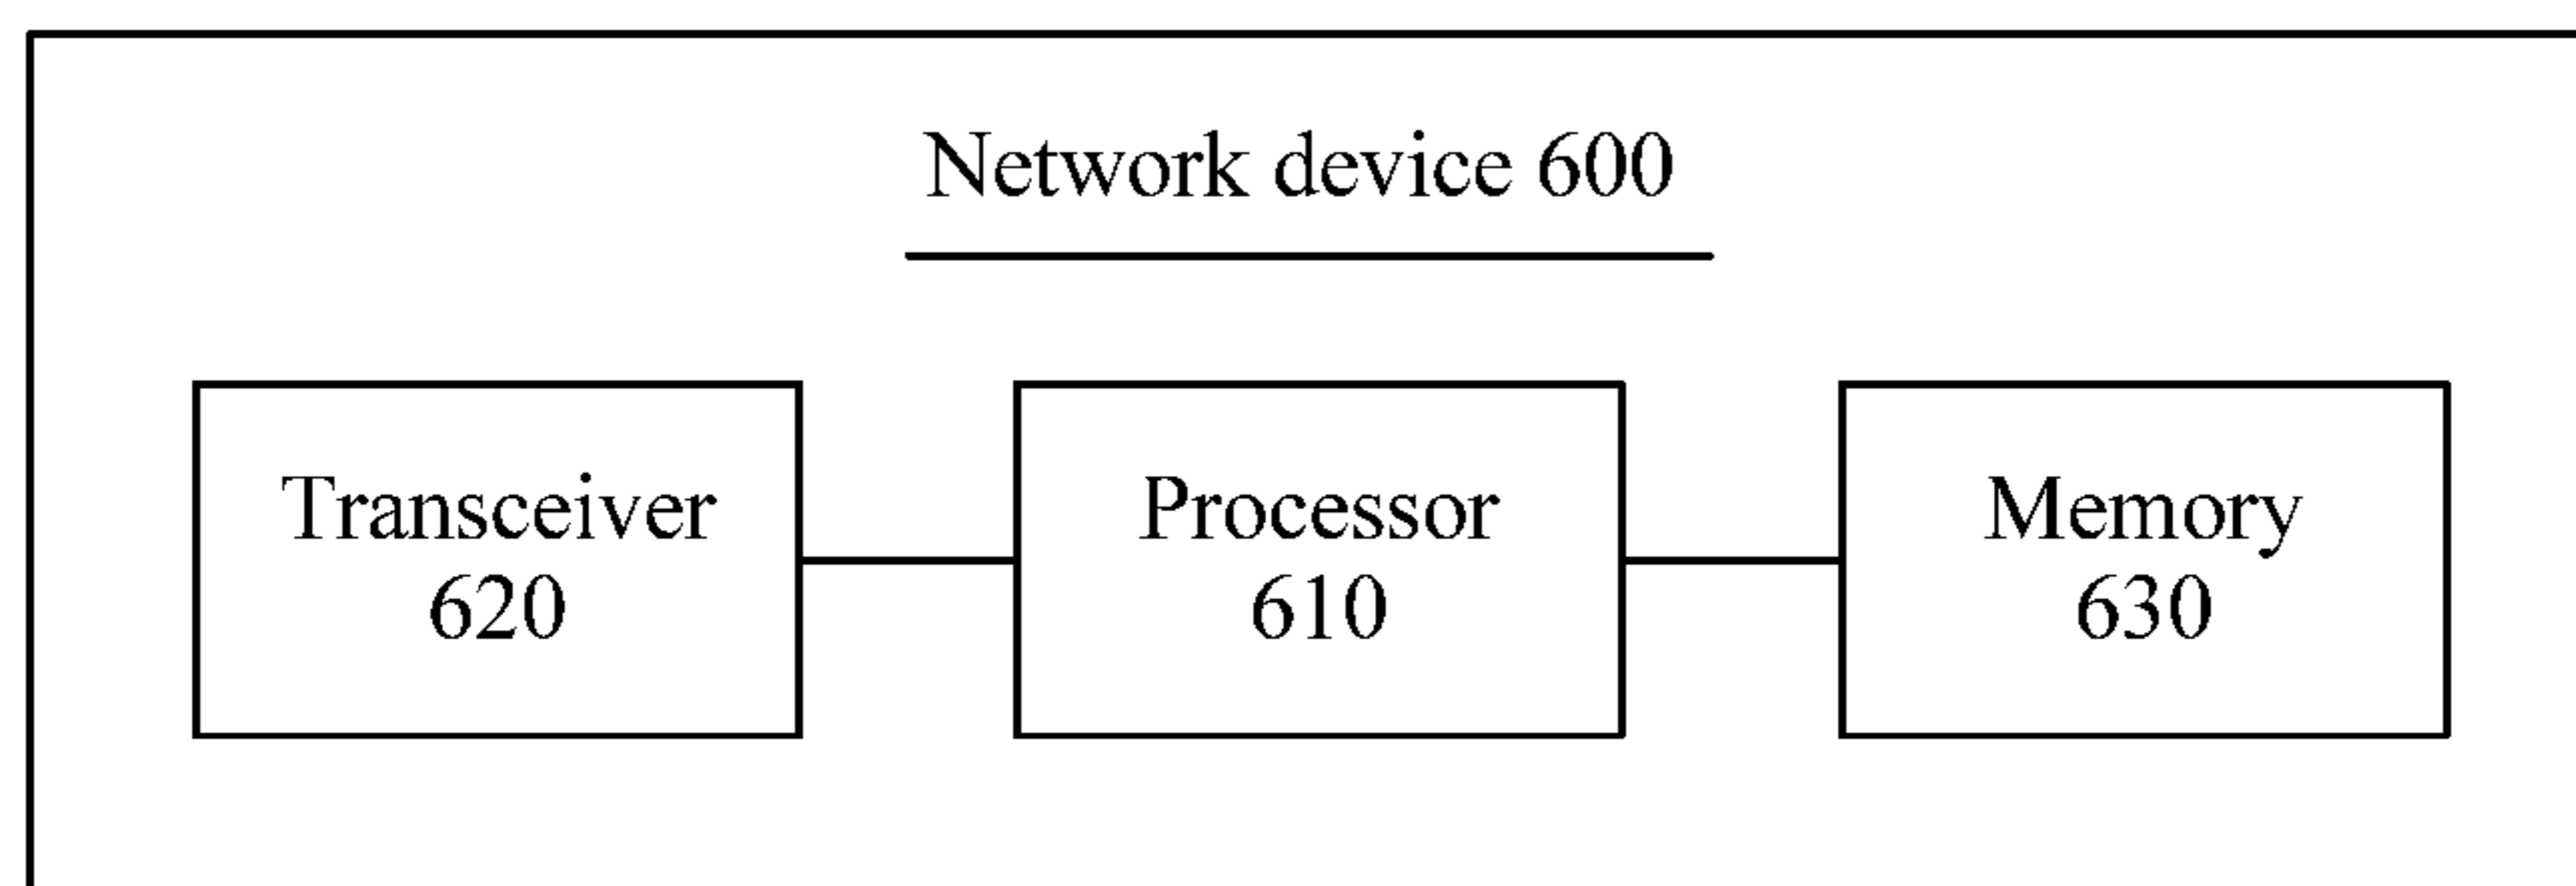 Network device 600
Transceiver
620
Processor
610
Memory
630